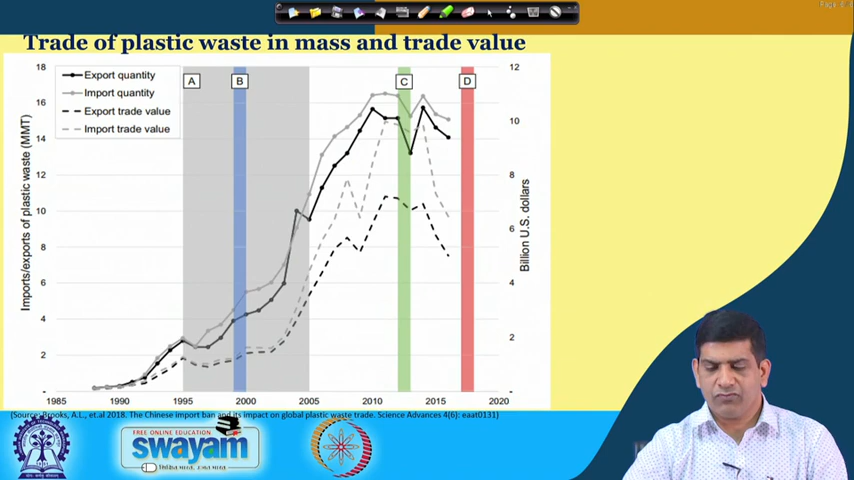 Trade of plastic waste in mass and trade value
Export quantity
Import quantity
Export trade value
Import trade value
A
B
C
D
18
16
14
12
10
8
6
4
2
-
Imports/exports of plastic waste (MMT)
12
10
8
6
4
2
-
Billion U.S. dollars
1985
1990
1995
2000
2005
2010
2015
2020
(Source: Brooks, A.L., et.al 2018. The Chinese import ban and its impact on global plastic waste trade. Science Advances 4(6): eaat0131)
FREE ONLINE EDUCATION
swayam